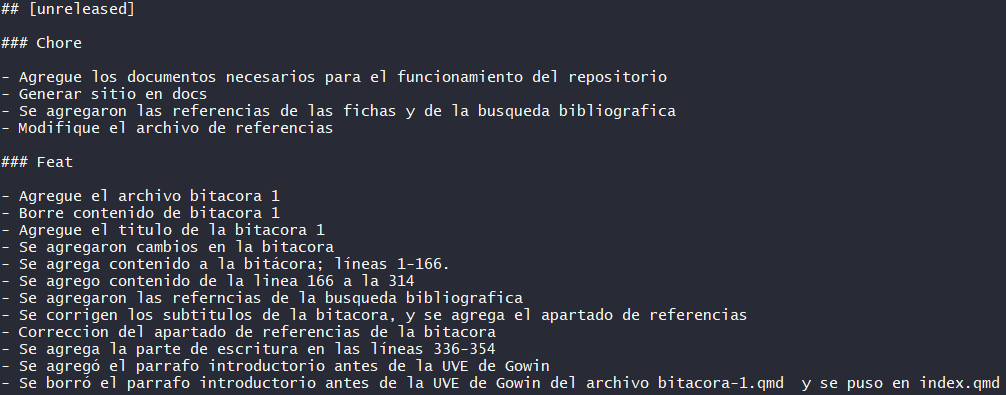 ## [unreleased]
### Chore
- Agregue los documentos necesarios para el funcionamiento del repositorio
- Generar sitio en docs
- Se agregaron las referencias de las fichas y de la busqueda bibliografica
- Modifique el archivo de referencias
### Feat
- Agregue el archivo bitacora 1
- Borre contenido de bitacora 1
- Agregue el titulo de la bitacora 1
- Se agregaron cambios en la bitacora
- Se agrega contenido a la bitácora; líneas 1-166.
- Se agrego contenido de la linea 166 a la 314
- Se agregaron las referncias de la busqueda bibliografica
- Se corrigen los subtitulos de la bitacora, y se agrega el apartado de referencias
- Correccion del apartado de referencias de la bitacora
- Se agrega la parte de escritura en las líneas 336-354
- Se agregó el parrafo introductorio antes de la UVE de Gowin
- Se borró el parrafo introductorio antes de la UVE de Gowin del archivo bitacora-1.qmd  y se puso en index.qmd